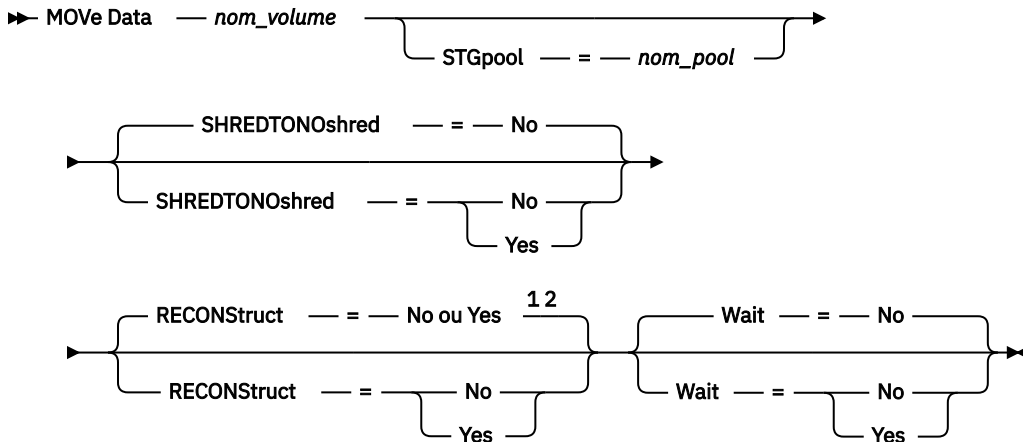 MOVe Data nom_volume
STGpool = nom_pool
SHREDTONOshred = No
SHREDTONOshred = No
Yes
1 2
RECONStruct = No ou Yes Wait = No
RECONStruct = No Wait = No
Yes Yes